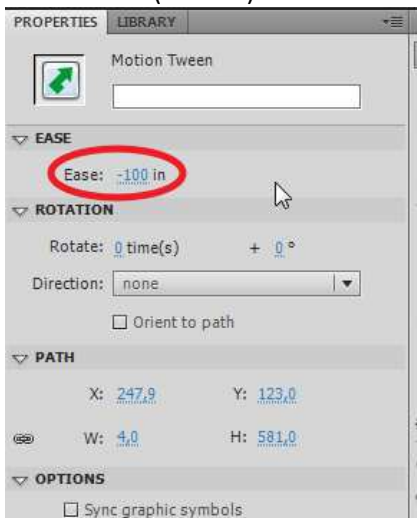 PROPERTIES LIBRARY
Motion Tween
EASE
Ease: -100 in
ROTATION
Rotate: 0 time(s) + 0 °
Direction: none
Orient to path
PATH
X: 247,9 Y: 123,0
W: 4,0 H: 581,0
OPTIONS
Sync graphic symbols